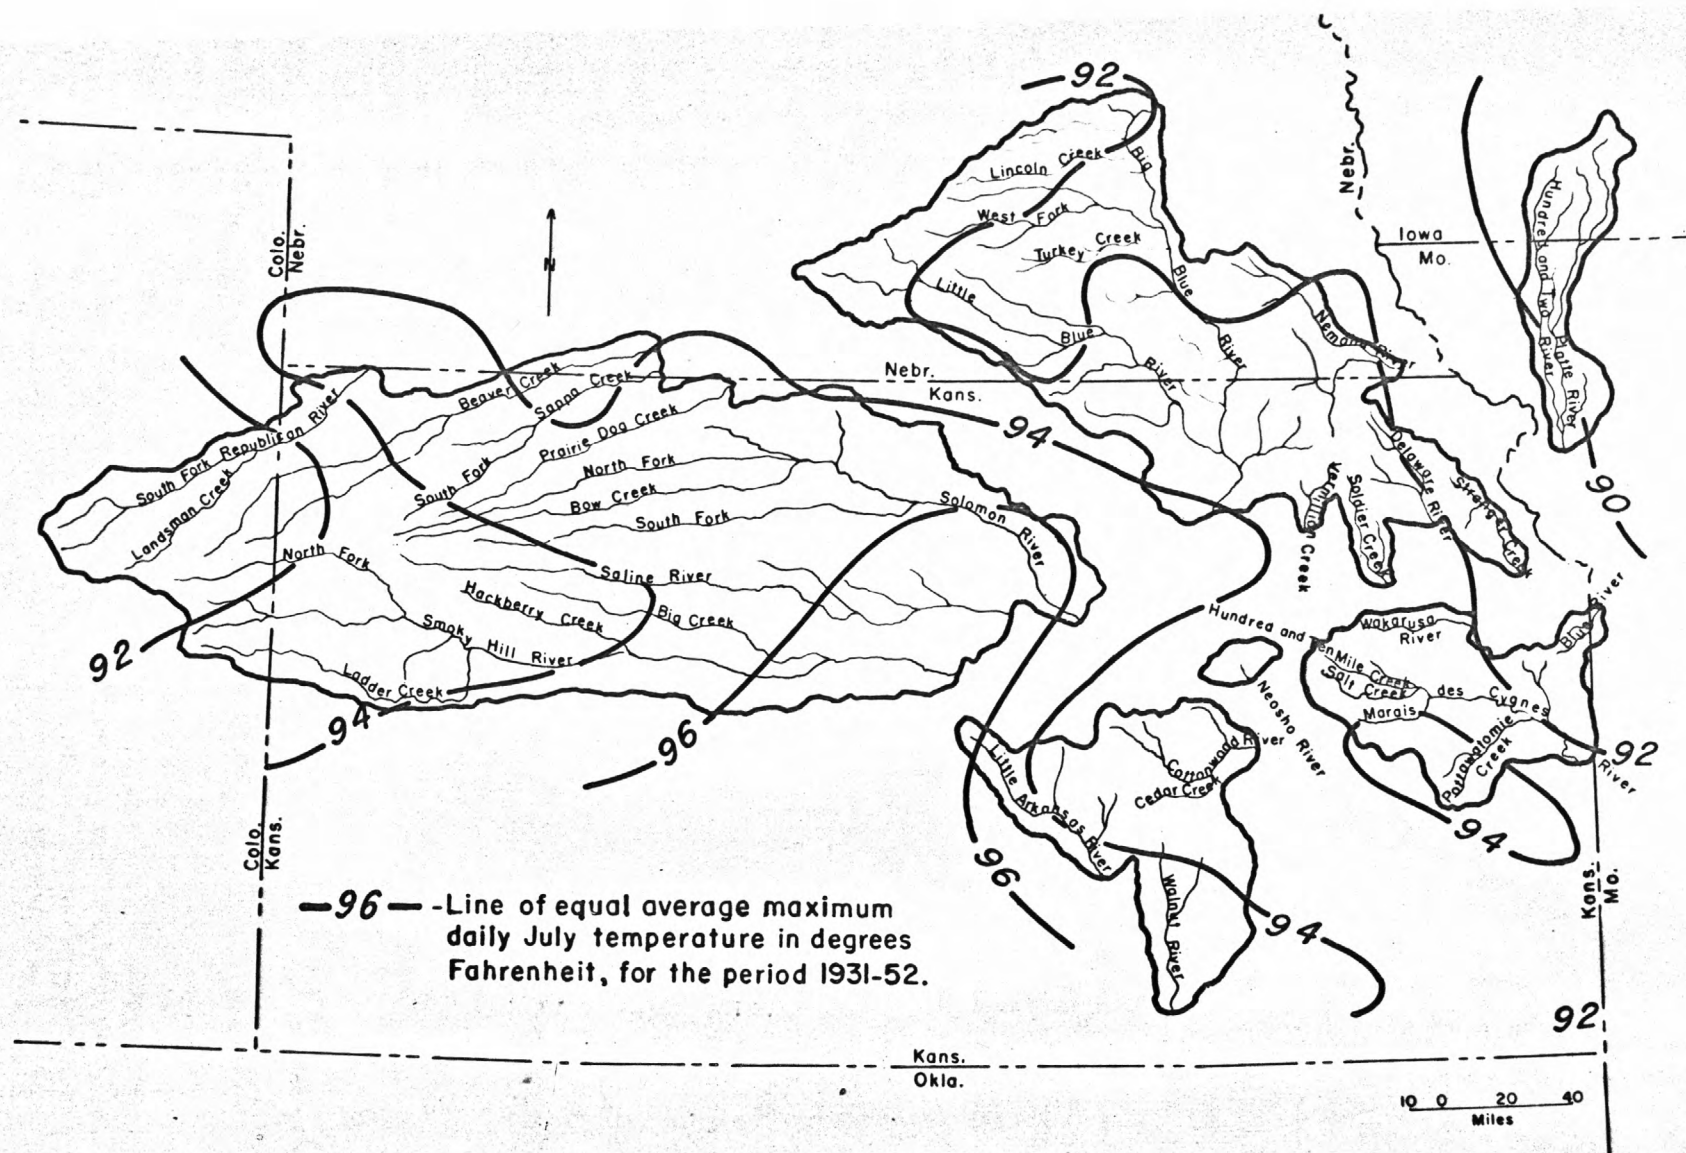 92
Nebr.
Iowa
Mo.
Colo.
Nebr.
N
Lincoln Creek
Big
West Fork
Turkey Creek
Blue
River
Little
Blue
River
Nemaha River
Hundred and Two
River
Platte
River
Nebr.
Kans.
94
90
Beaver Creek
Sappa Creek
Prairie Dog Creek
South Fork Republican River
Landsman Creek
South Fork
North Fork
Bow Creek
South Fork
Solomon
River
Delaware River
Stranger Creek
Vermillion Creek
Soldier Creek
North Fork
Saline River
Hackberry Creek
Big Creek
Smoky Hill River
Ladder Creek
92
94
96
Hundred and
Ten Mile Creek
Wakarusa
River
Blue River
Salt Creek
Marais
des Cygnes
River
92
Pottawatomie
Creek
94
Neosho River
Cottonwood River
Cedar Creek
Little Arkansas River
Walnut River
96
94
Colo.
Kans.
Kans.
Mo.
—96— -Line of equal average maximum
daily July temperature in degrees
Fahrenheit, for the period 1931-52.
92
Kans.
Okla.
10 0 20 40
Miles